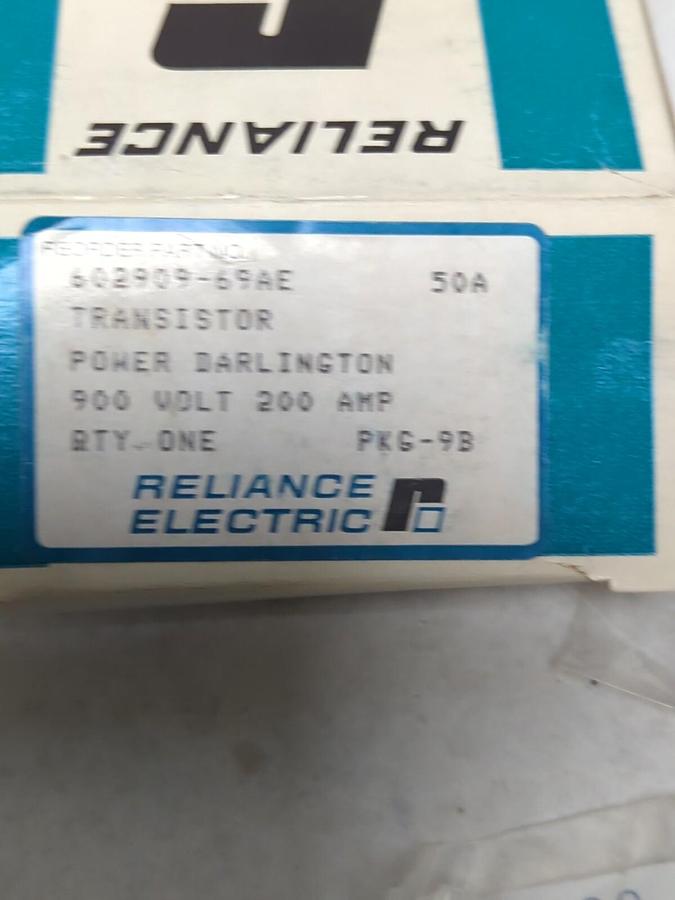 RELIANCE
REORDER PART NO.
602909-69AE 50A
TRANSISTOR
POWER DARLINGTON
900 VOLT 200 AMP
QTY- ONE PKG-9B
RELIANCE
ELECTRIC